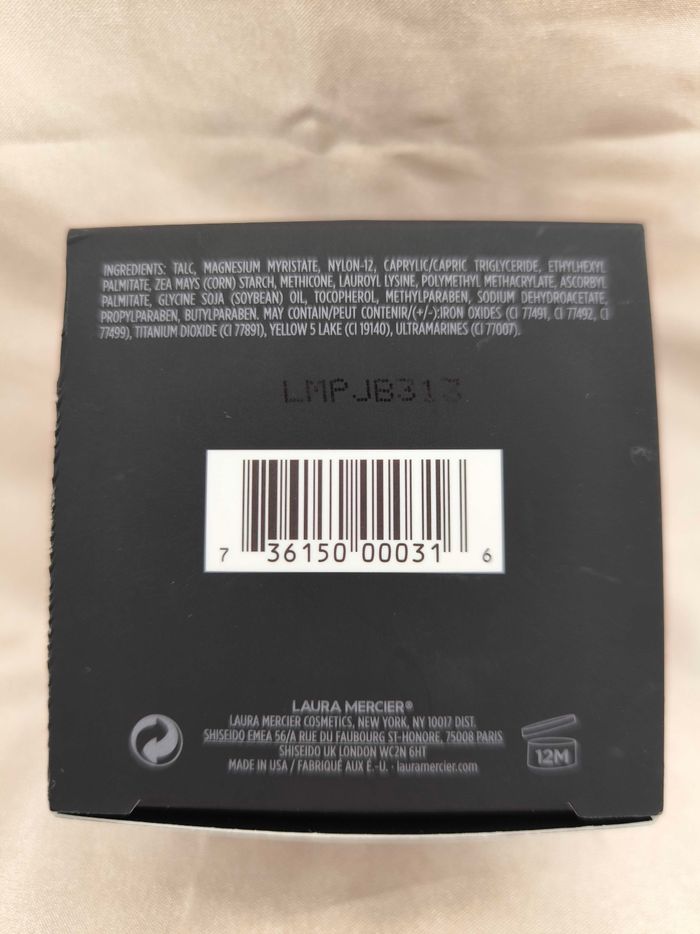 INGREDIENTS: TALC, MAGNESIUM MYRISTATE, NYLON-12, CAPRYLIC/CAPRIC TRIGLYCERIDE, ETHYLHEXYL
PALMITATE, ZEA MAYS (CORN) STARCH, METHICONE, LAUROYL LYSINE, POLYMETHYL METHACRYLATE, ASCORBYL
PALMITATE, GLYCINE SOJA (SOYBEAN) OIL, TOCOPHEROL, METHYLPARABEN, SODIUM DEHYDROACETATE,
PROPYLPARABEN, BUTYLPARABEN. MAY CONTAIN/PEUT CONTENIR/(+/-):IRON OXIDES (CI 77491, CI 77492, CI
77499), TITANIUM DIOXIDE (CI 77891), YELLOW 5 LAKE (CI 19140), ULTRAMARINES (CI 77007).
LMPJB313
7 36150 00031 6
LAURA MERCIER®
LAURA MERCIER COSMETICS, NEW YORK, NY 10017 DIST.
SHISEIDO EMEA 56/A RUE DU FAUBOURG ST-HONORE, 75008 PARIS
SHISEIDO UK LONDON WC2N 6HT
MADE IN USA / FABRIQUÉ AUX É.-U. · lauramercier.com
12M